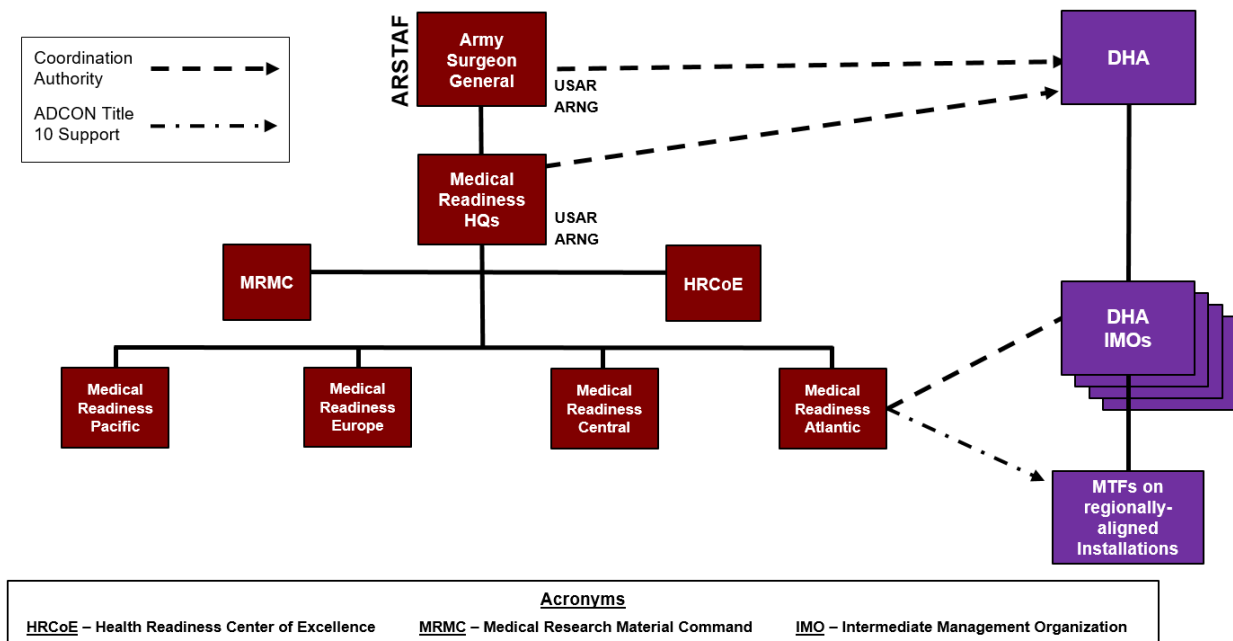 Coordination
Authority
ADCON Title
10 Support
ARSTAF
Army
Surgeon
General
USAR
ARNG
DHA
Medical
Readiness
HQs
USAR
ARNG
MRMC
HRCoE
DHA
IMOs
Medical
Readiness
Pacific
Medical
Readiness
Europe
Medical
Readiness
Central
Medical
Readiness
Atlantic
MTFs on
regionally-
aligned
Installations
Acronyms
HRCoE – Health Readiness Center of Excellence
MRMC – Medical Research Material Command
IMO – Intermediate Management Organization